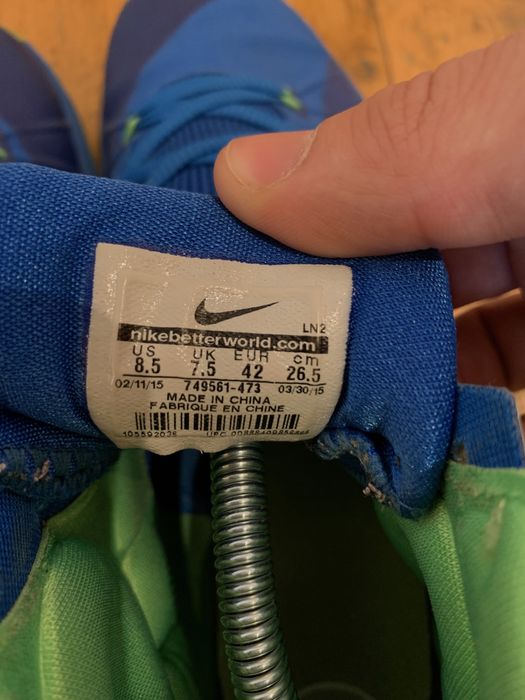 LN2
nikebetterworld.com
US UK EUR cm
8.5 7.5 42 26.5
02/11/15 749561-473 03/30/15
MADE IN CHINA
FABRIQUE EN CHINE
UPC